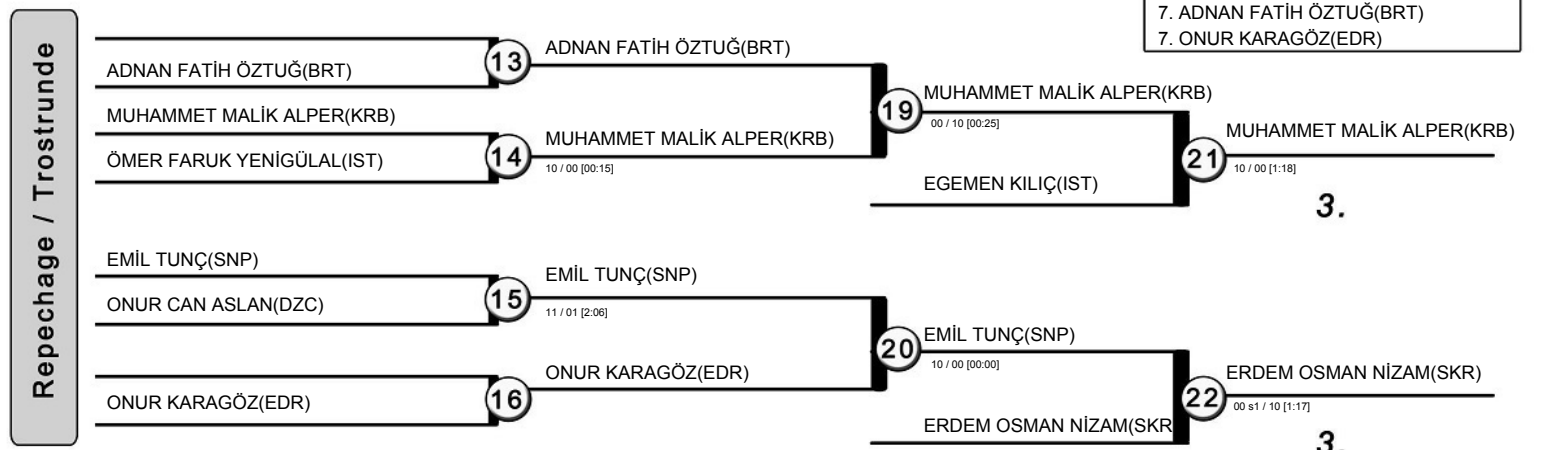 7. ADNAN FATİH ÖZTUĞ(BRT)
7. ONUR KARAGÖZ(EDR)
Repechage / Trostrunde
ADNAN FATİH ÖZTUĞ(BRT)
13
ADNAN FATİH ÖZTUĞ(BRT)
MUHAMMET MALİK ALPER(KRB)
ÖMER FARUK YENİGÜLAL(IST)
14
MUHAMMET MALİK ALPER(KRB)
10 / 00 [00:15]
19
MUHAMMET MALİK ALPER(KRB)
00 / 10 [00:25]
EGEMEN KILIÇ(IST)
21
MUHAMMET MALİK ALPER(KRB)
10 / 00 [1:18]
3.
EMİL TUNÇ(SNP)
ONUR CAN ASLAN(DZC)
15
EMİL TUNÇ(SNP)
11 / 01 [2:06]
ONUR KARAGÖZ(EDR)
16
ONUR KARAGÖZ(EDR)
20
EMİL TUNÇ(SNP)
10 / 00 [00:00]
ERDEM OSMAN NİZAM(SKR
22
ERDEM OSMAN NİZAM(SKR)
00 s1 / 10 [1:17]
3.